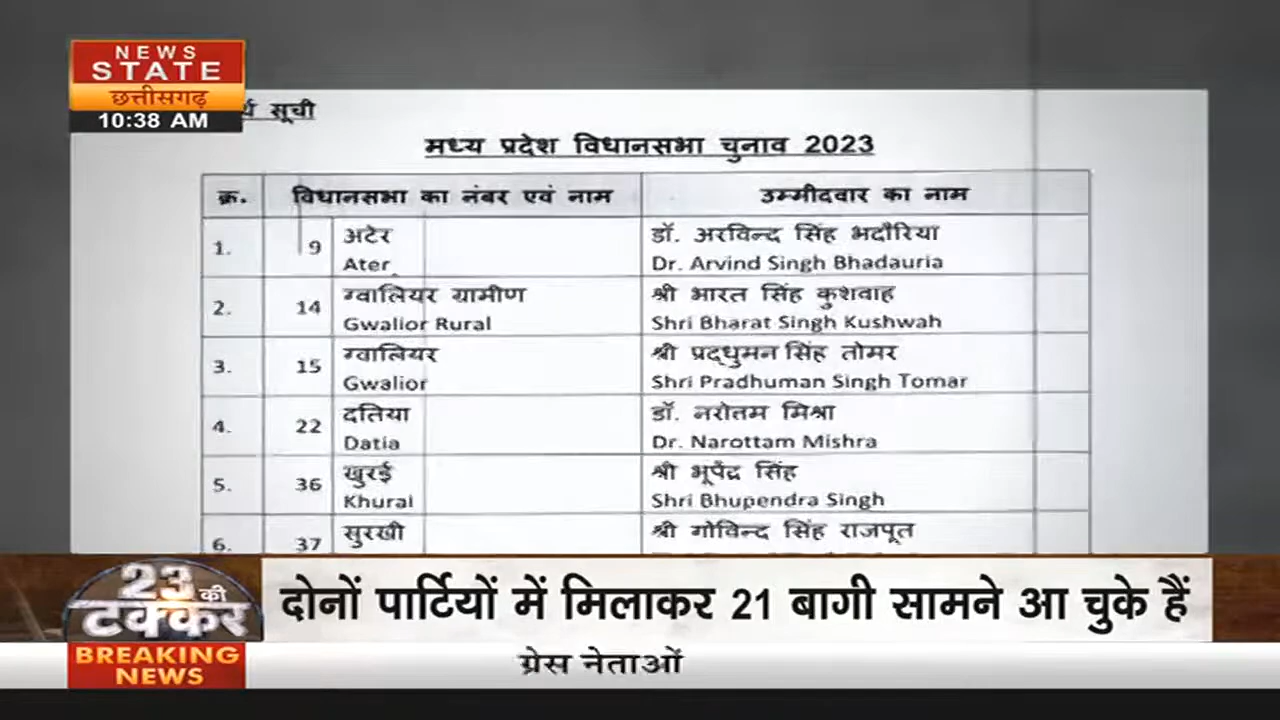 NEWS
STATE
छत्तीसगढ़
10:38 AM
सूची
मध्य प्रदेश विधानसभा चुनाव 2023
क्र. विधानसभा का नंबर एवं नाम उम्मीदवार का नाम
1. 9 अटेर डॉ. अरविन्द सिंह भदौरिया
Ater Dr. Arvind Singh Bhadauria
2. 14 ग्वालियर ग्रामीण श्री भारत सिंह कुशवाह
Gwalior Rural Shri Bharat Singh Kushwah
3. 15 ग्वालियर श्री प्रद्धुमन सिंह तोमर
Gwalior Shri Pradhuman Singh Tomar
4. 22 दतिया डॉ. नरोतम मिश्रा
Datia Dr. Narottam Mishra
5. 36 खुरई श्री भूपेंद्र सिंह
Khurai Shri Bhupendra Singh
6. 37 सुरखी श्री गोविन्द सिंह राजपूत
23 की
टक्कर
दोनों पार्टियों में मिलाकर 21 बागी सामने आ चुके हैं
BREAKING
NEWS
ग्रेस नेताओं